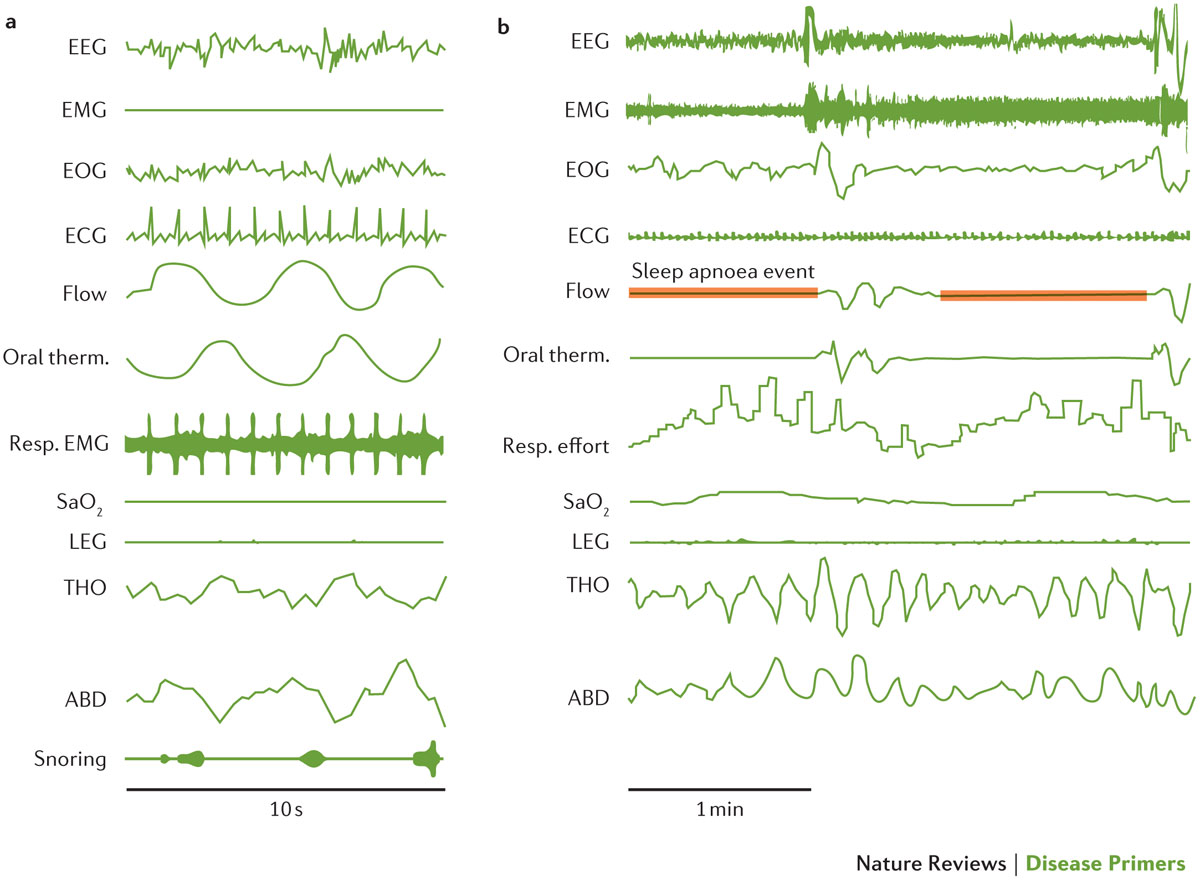 a
EEG
EMG
EOG
ECG
Flow
Oral therm.
Resp. EMG
SaO₂
LEG
THO
ABD
Snoring
10 s
b
EEG
EMG
EOG
ECG
Sleep apnoea event
Flow
Oral therm.
Resp. effort
SaO₂
LEG
THO
ABD
1 min
Nature Reviews | Disease Primers